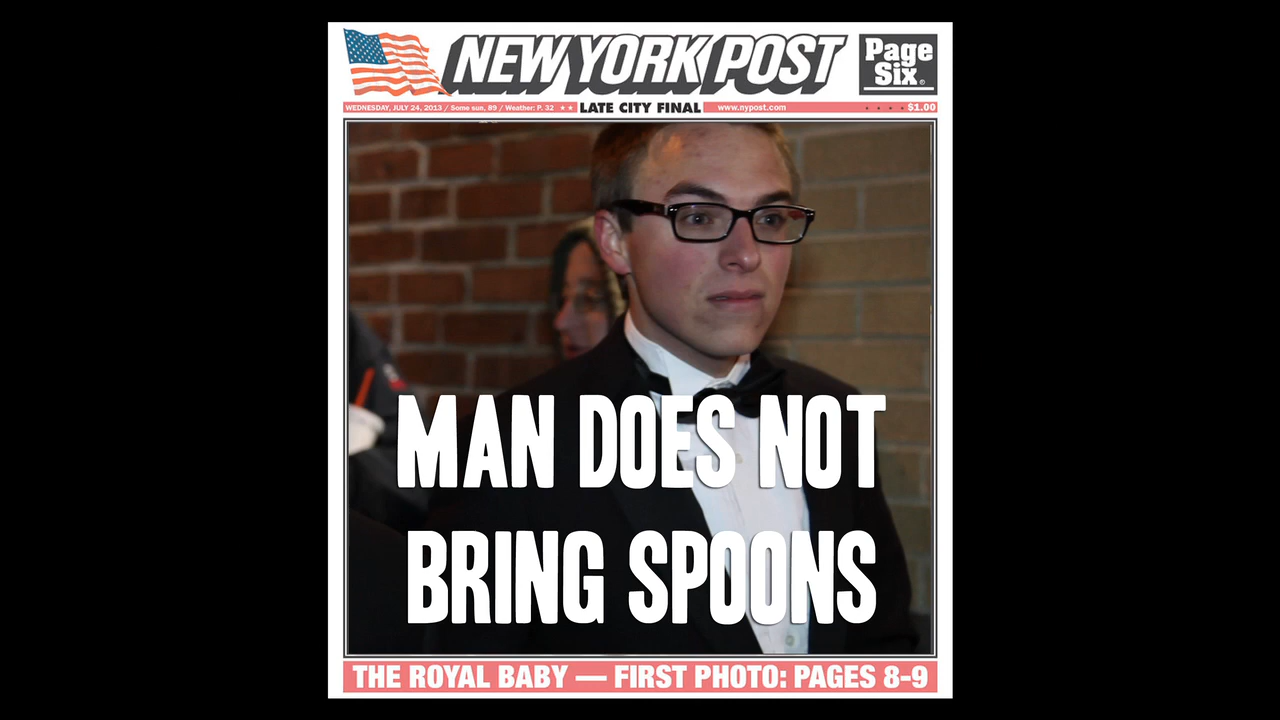 NEW YORK POST
Page Six®
WEDNESDAY, JULY 24, 2013 / Some sun, 89 / Weather: P. 32 ★★ LATE CITY FINAL www.nypost.com $1.00
MAN DOES NOT
BRING SPOONS
THE ROYAL BABY — FIRST PHOTO: PAGES 8-9